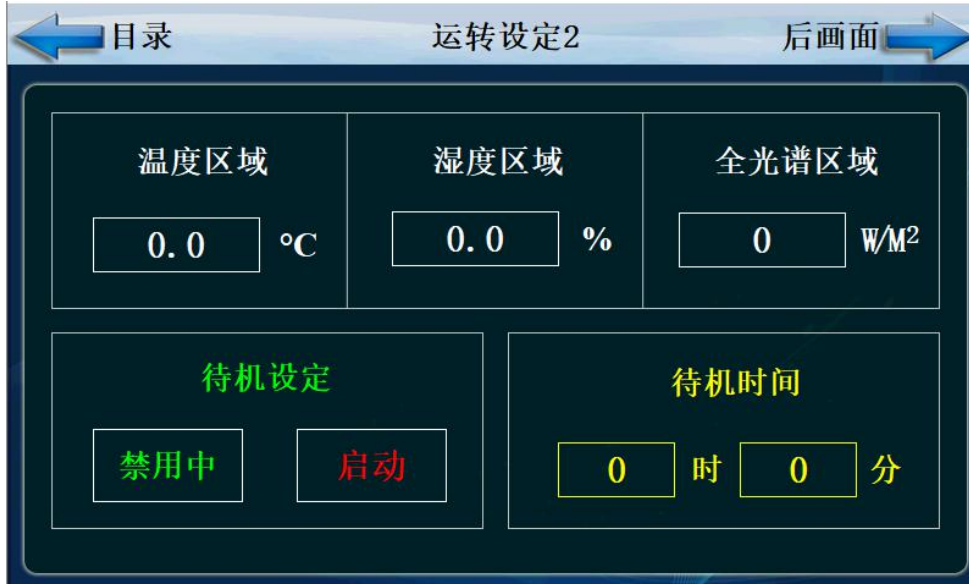 目录 运转设定2 后画面
温度区域 湿度区域 全光谱区域
0.0 °C 0.0 % 0 W/M²
待机设定 待机时间
禁用中 启动 0 时 0 分